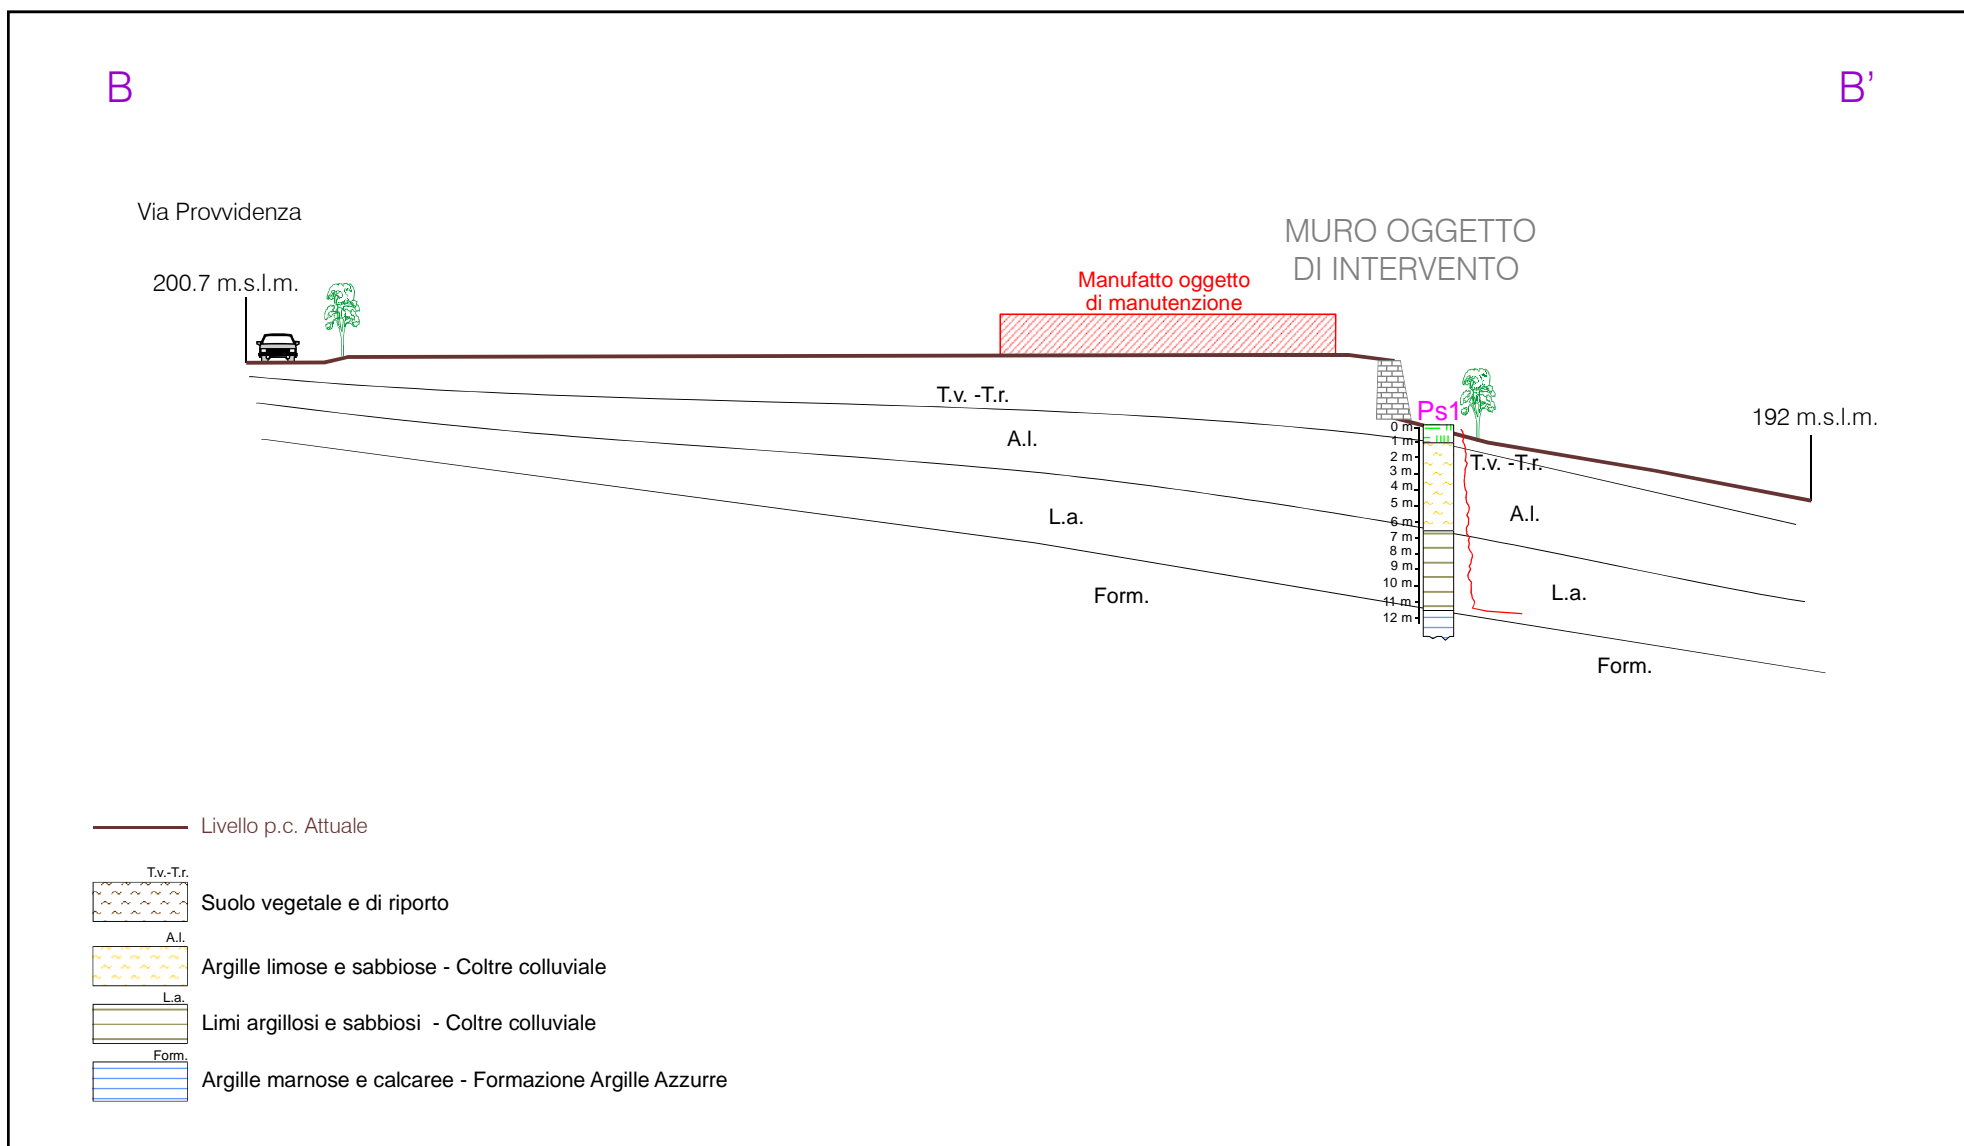 B
B’
Via Provvidenza
MURO OGGETTO
DI INTERVENTO
200.7 m.s.l.m.
Manufatto oggetto
di manutenzione
T.v. -T.r.
Ps1
192 m.s.l.m.
0 m
1 m
2 m
3 m
4 m
5 m
6 m
7 m
8 m
9 m
10 m
11 m
12 m
A.l.
T.v. -T.r.
L.a.
A.l.
Form.
L.a.
Form.
Livello p.c. Attuale
T.v.-T.r.
Suolo vegetale e di riporto
A.l.
Argille limose e sabbiose - Coltre colluviale
L.a.
Limi argillosi e sabbiosi - Coltre colluviale
Form.
Argille marnose e calcaree - Formazione Argille Azzurre